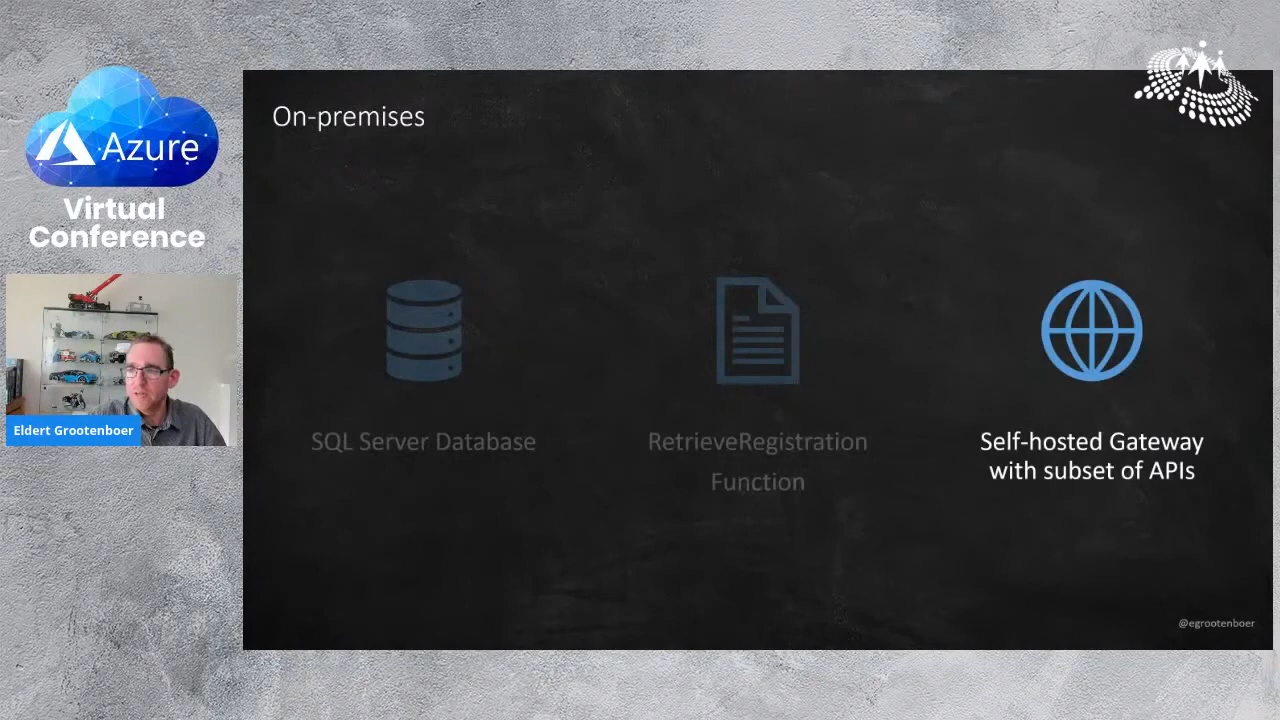 Azure
Virtual
Conference
Eldert Grootenboer
On-premises
SQL Server Database
RetrieveRegistration
Function
Self-hosted Gateway
with subset of APIs
@egrootenboer